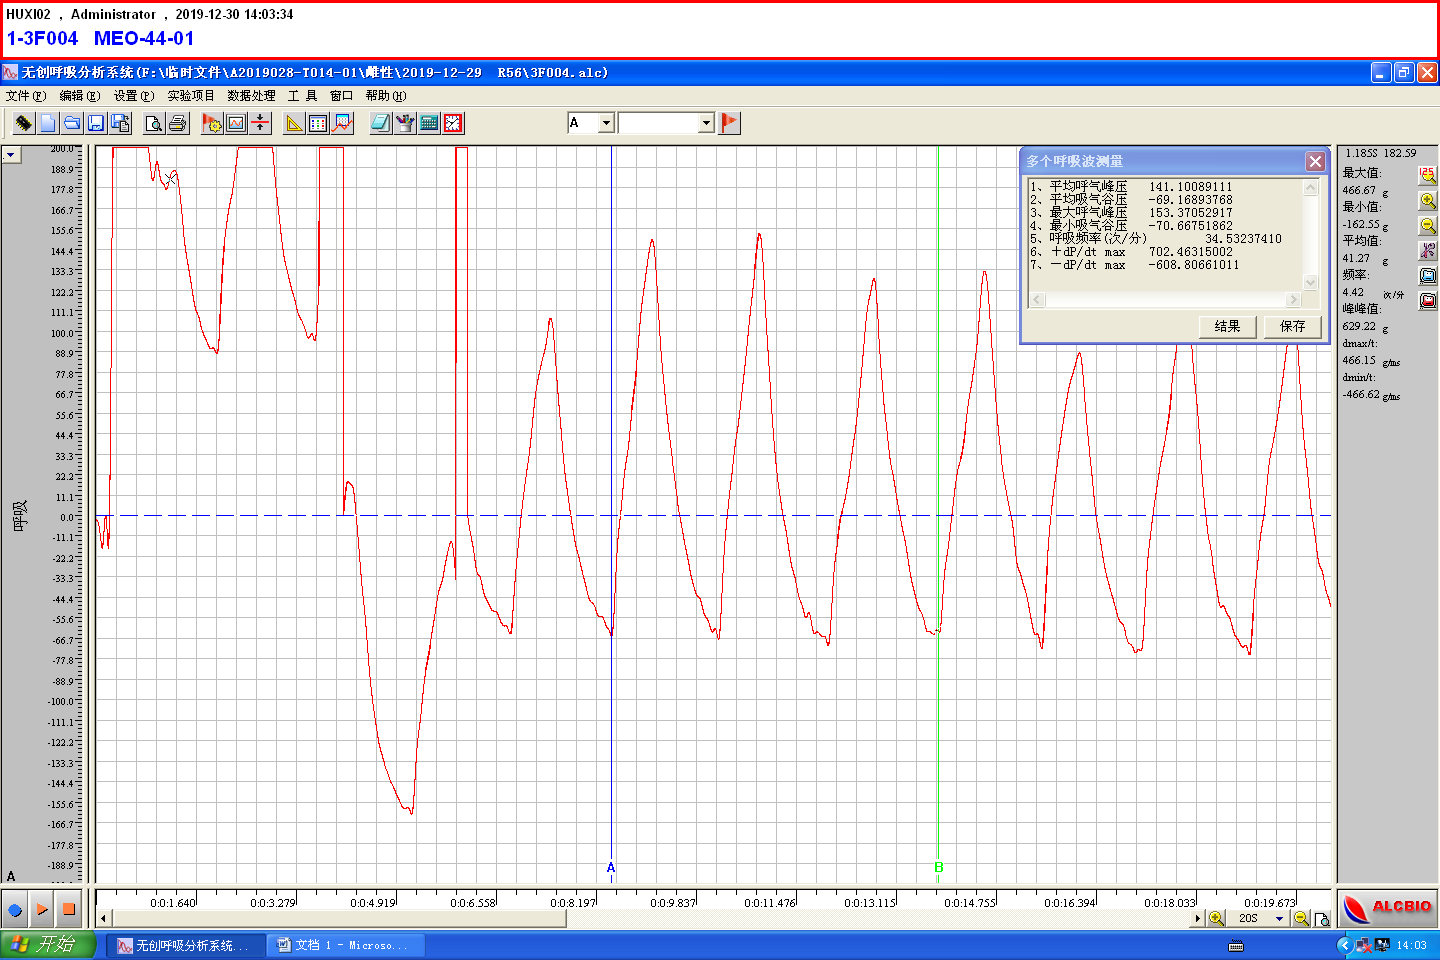 HUXI02 , Administrator , 2019-12-30 14:03:34
1-3F004 MEO-44-01
无创呼吸分析系统(F:\临时文件\A2019028-T014-01\雌性\2019-12-29 R56\3F004.alc)
文件(F) 编辑(E) 设置(P) 实验项目 数据处理 工 具 窗口 帮助(H)
A
200.0
188.9
177.8
166.7
155.6
144.4
133.3
122.2
111.1
100.0
88.9
77.8
66.7
55.6
44.4
33.3
22.2
11.1
0.0
-11.1
-22.2
-33.3
-44.4
-55.6
-66.7
-77.8
-88.9
-100.0
-111.1
-122.2
-133.3
-144.4
-155.6
-166.7
-177.8
-188.9
呼吸
A
A
B
多个呼吸波测量
1、平均呼气峰压 141.10089111
2、平均吸气谷压 -69.16893768
3、最大呼气峰压 153.37052917
4、最小吸气谷压 -70.66751862
5、呼吸频率(次/分) 34.53237410
6、＋dP/dt max 702.46315002
7、－dP/dt max -608.80661011
结果 保存
1.185S 182.59
最大值:
466.67 g
最小值:
-162.55 g
平均值:
41.27 g
频率:
4.42 次/分
峰峰值:
629.22 g
dmax/t:
466.15 g/ms
dmin/t:
-466.62 g/ms
125
0:0:1.640 0:0:3.279 0:0:4.919 0:0:6.558 0:0:8.197 0:0:9.837 0:0:11.476 0:0:13.115 0:0:14.755 0:0:16.394 0:0:18.033 0:0:19.673
20S
ALCBIO
开始 无创呼吸分析系统... 文档 1 - Microso... 14:03